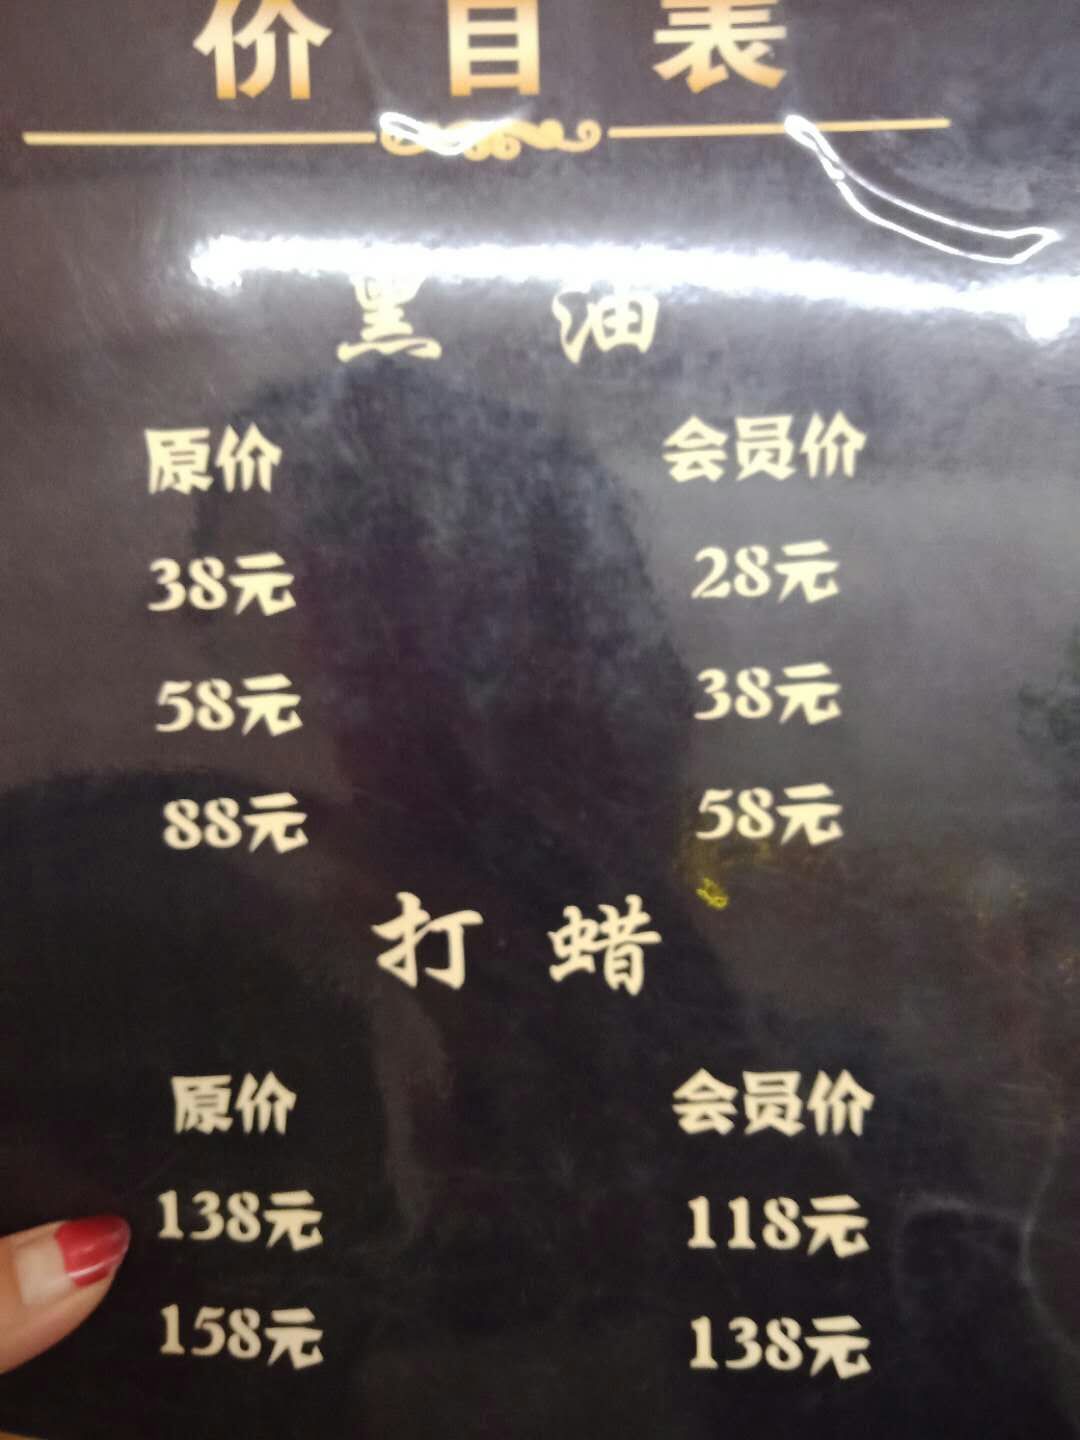 价目表
黑油
原价 会员价
38元 28元
58元 38元
88元 58元
打蜡
原价 会员价
138元 118元
158元 138元